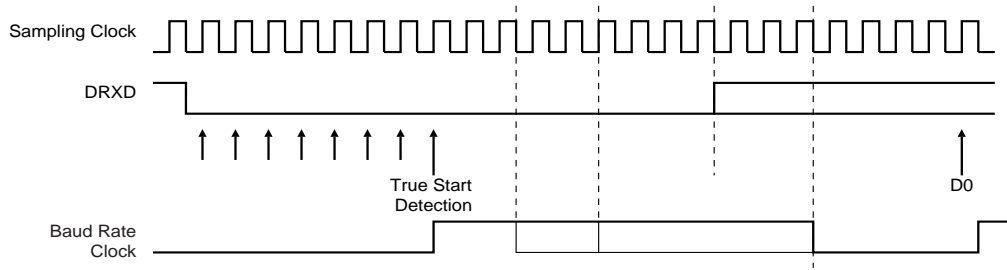 Sampling Clock
DRXD
True Start
Detection
D0
Baud Rate
Clock